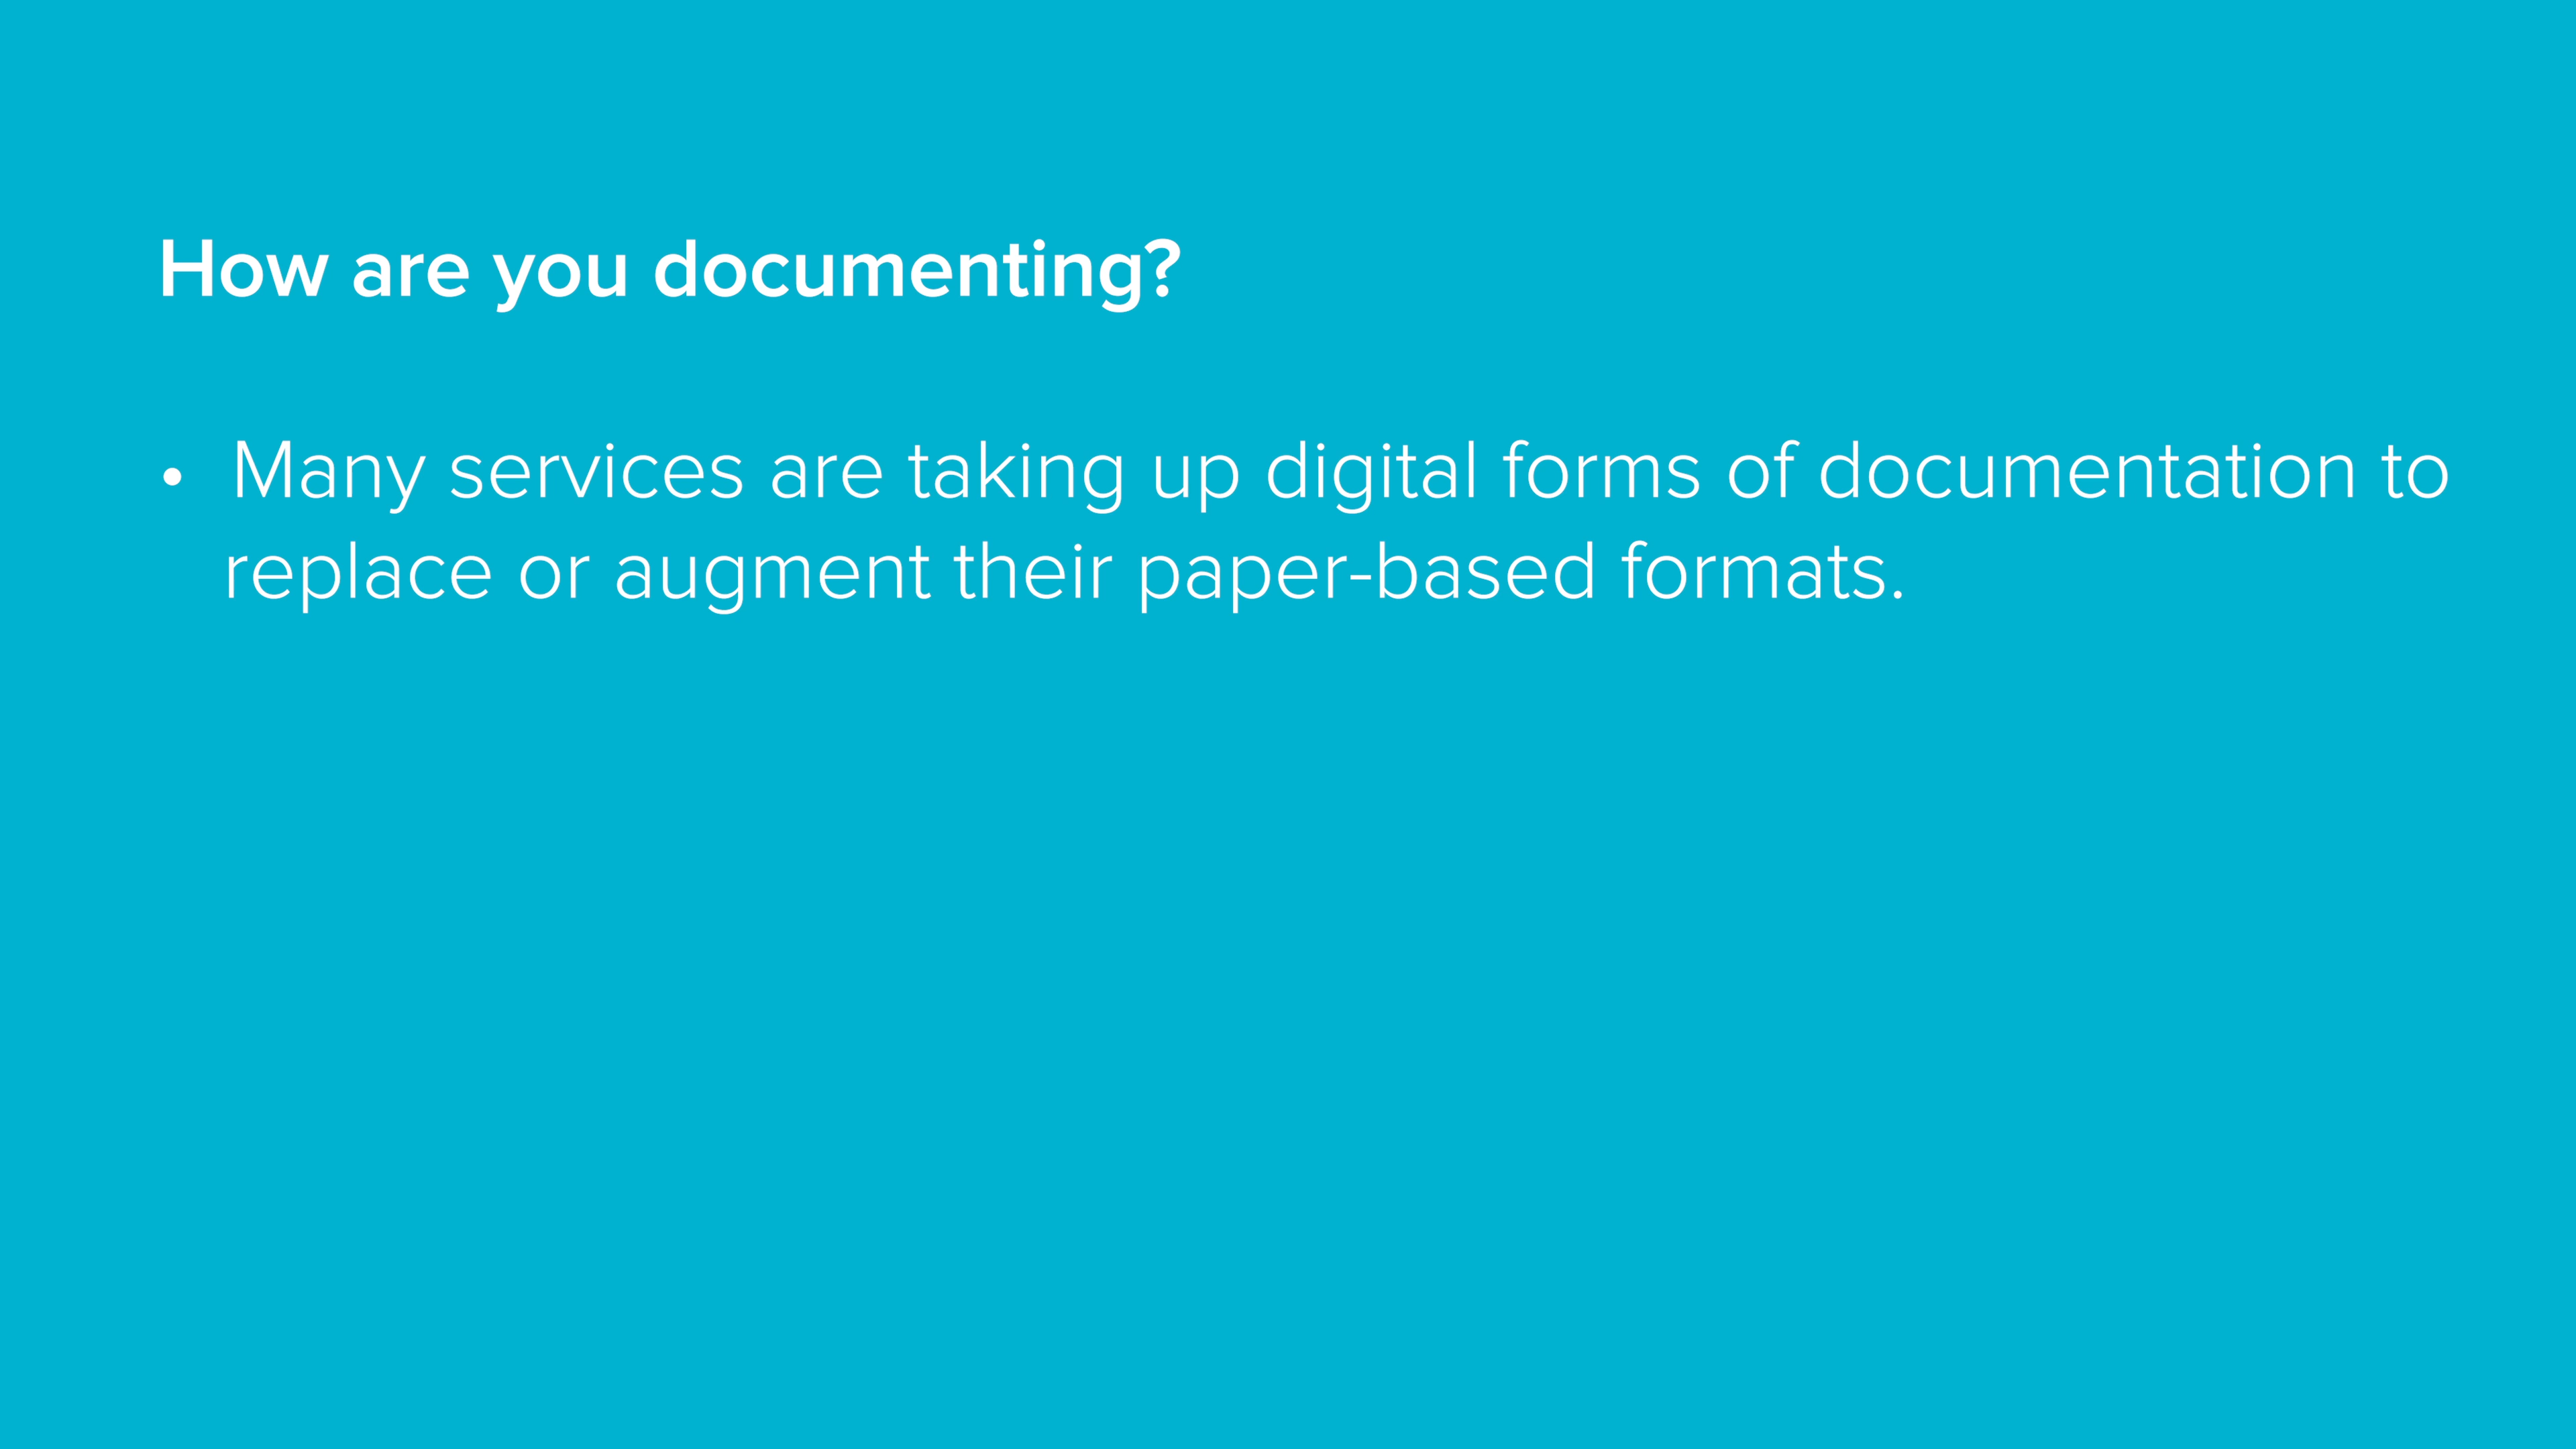 How are you documenting?
• Many services are taking up digital forms of documentation to
replace or augment their paper-based formats.